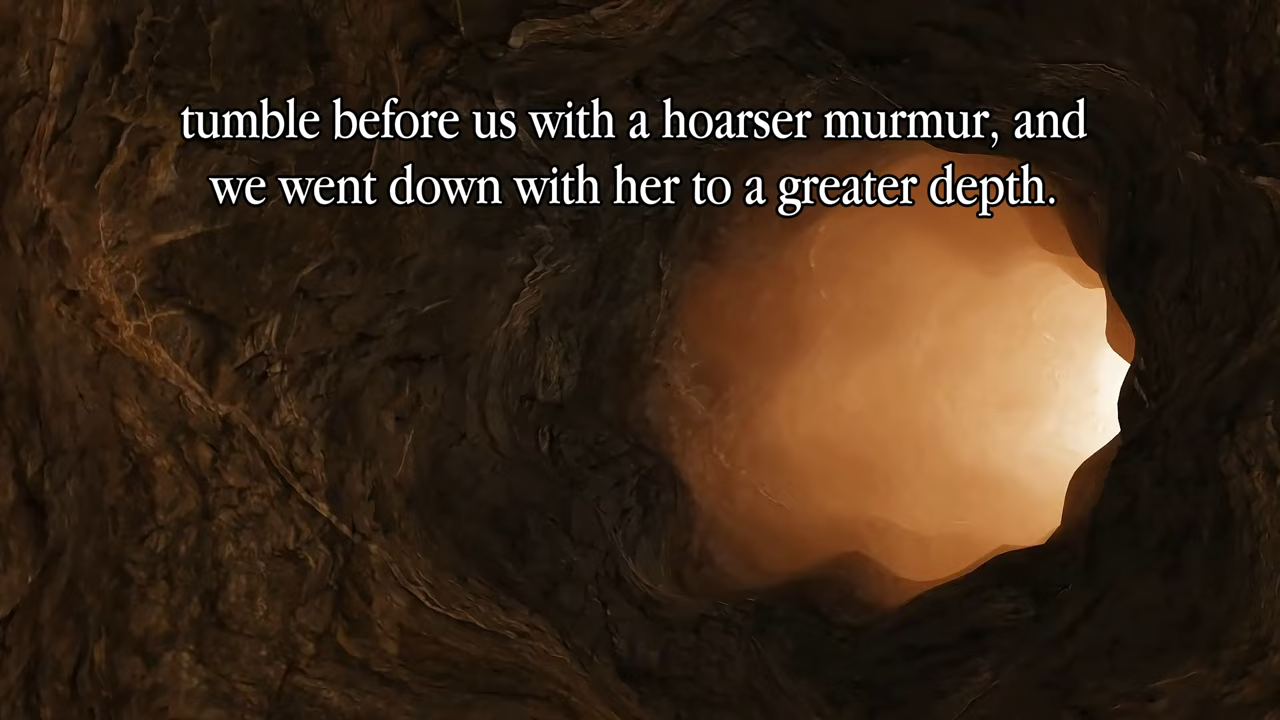 tumble before us with a hoarser murmur, and
we went down with her to a greater depth.